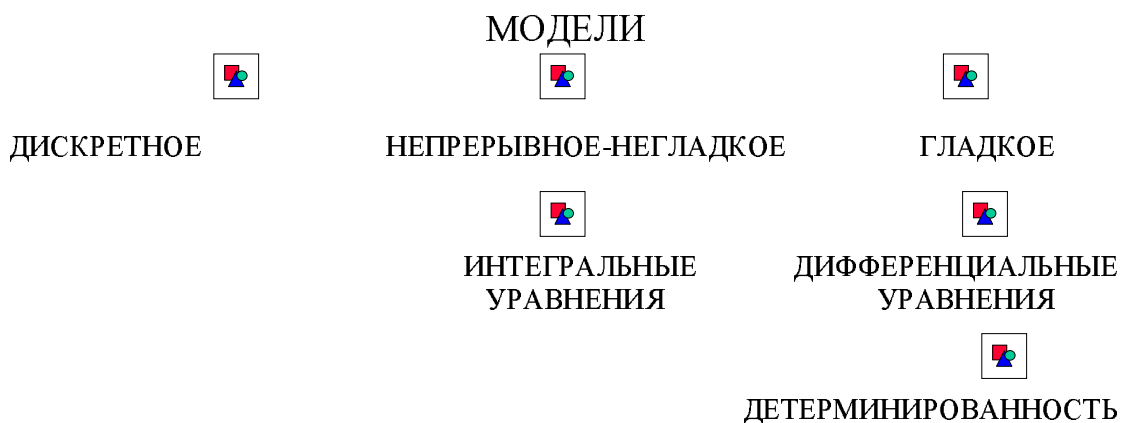 МОДЕЛИ
ДИСКРЕТНОЕ НЕПРЕРЫВНОЕ-НЕГЛАДКОЕ ГЛАДКОЕ
ИНТЕГРАЛЬНЫЕ ДИФФЕРЕНЦИАЛЬНЫЕ
УРАВНЕНИЯ УРАВНЕНИЯ
ДЕТЕРМИНИРОВАННОСТЬ